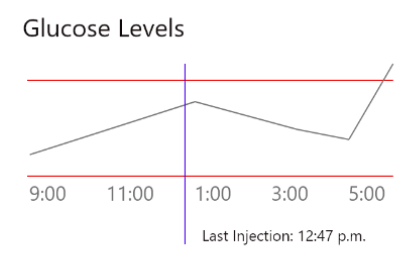 Glucose Levels
9:00 11:00 1:00 3:00 5:00
Last Injection: 12:47 p.m.